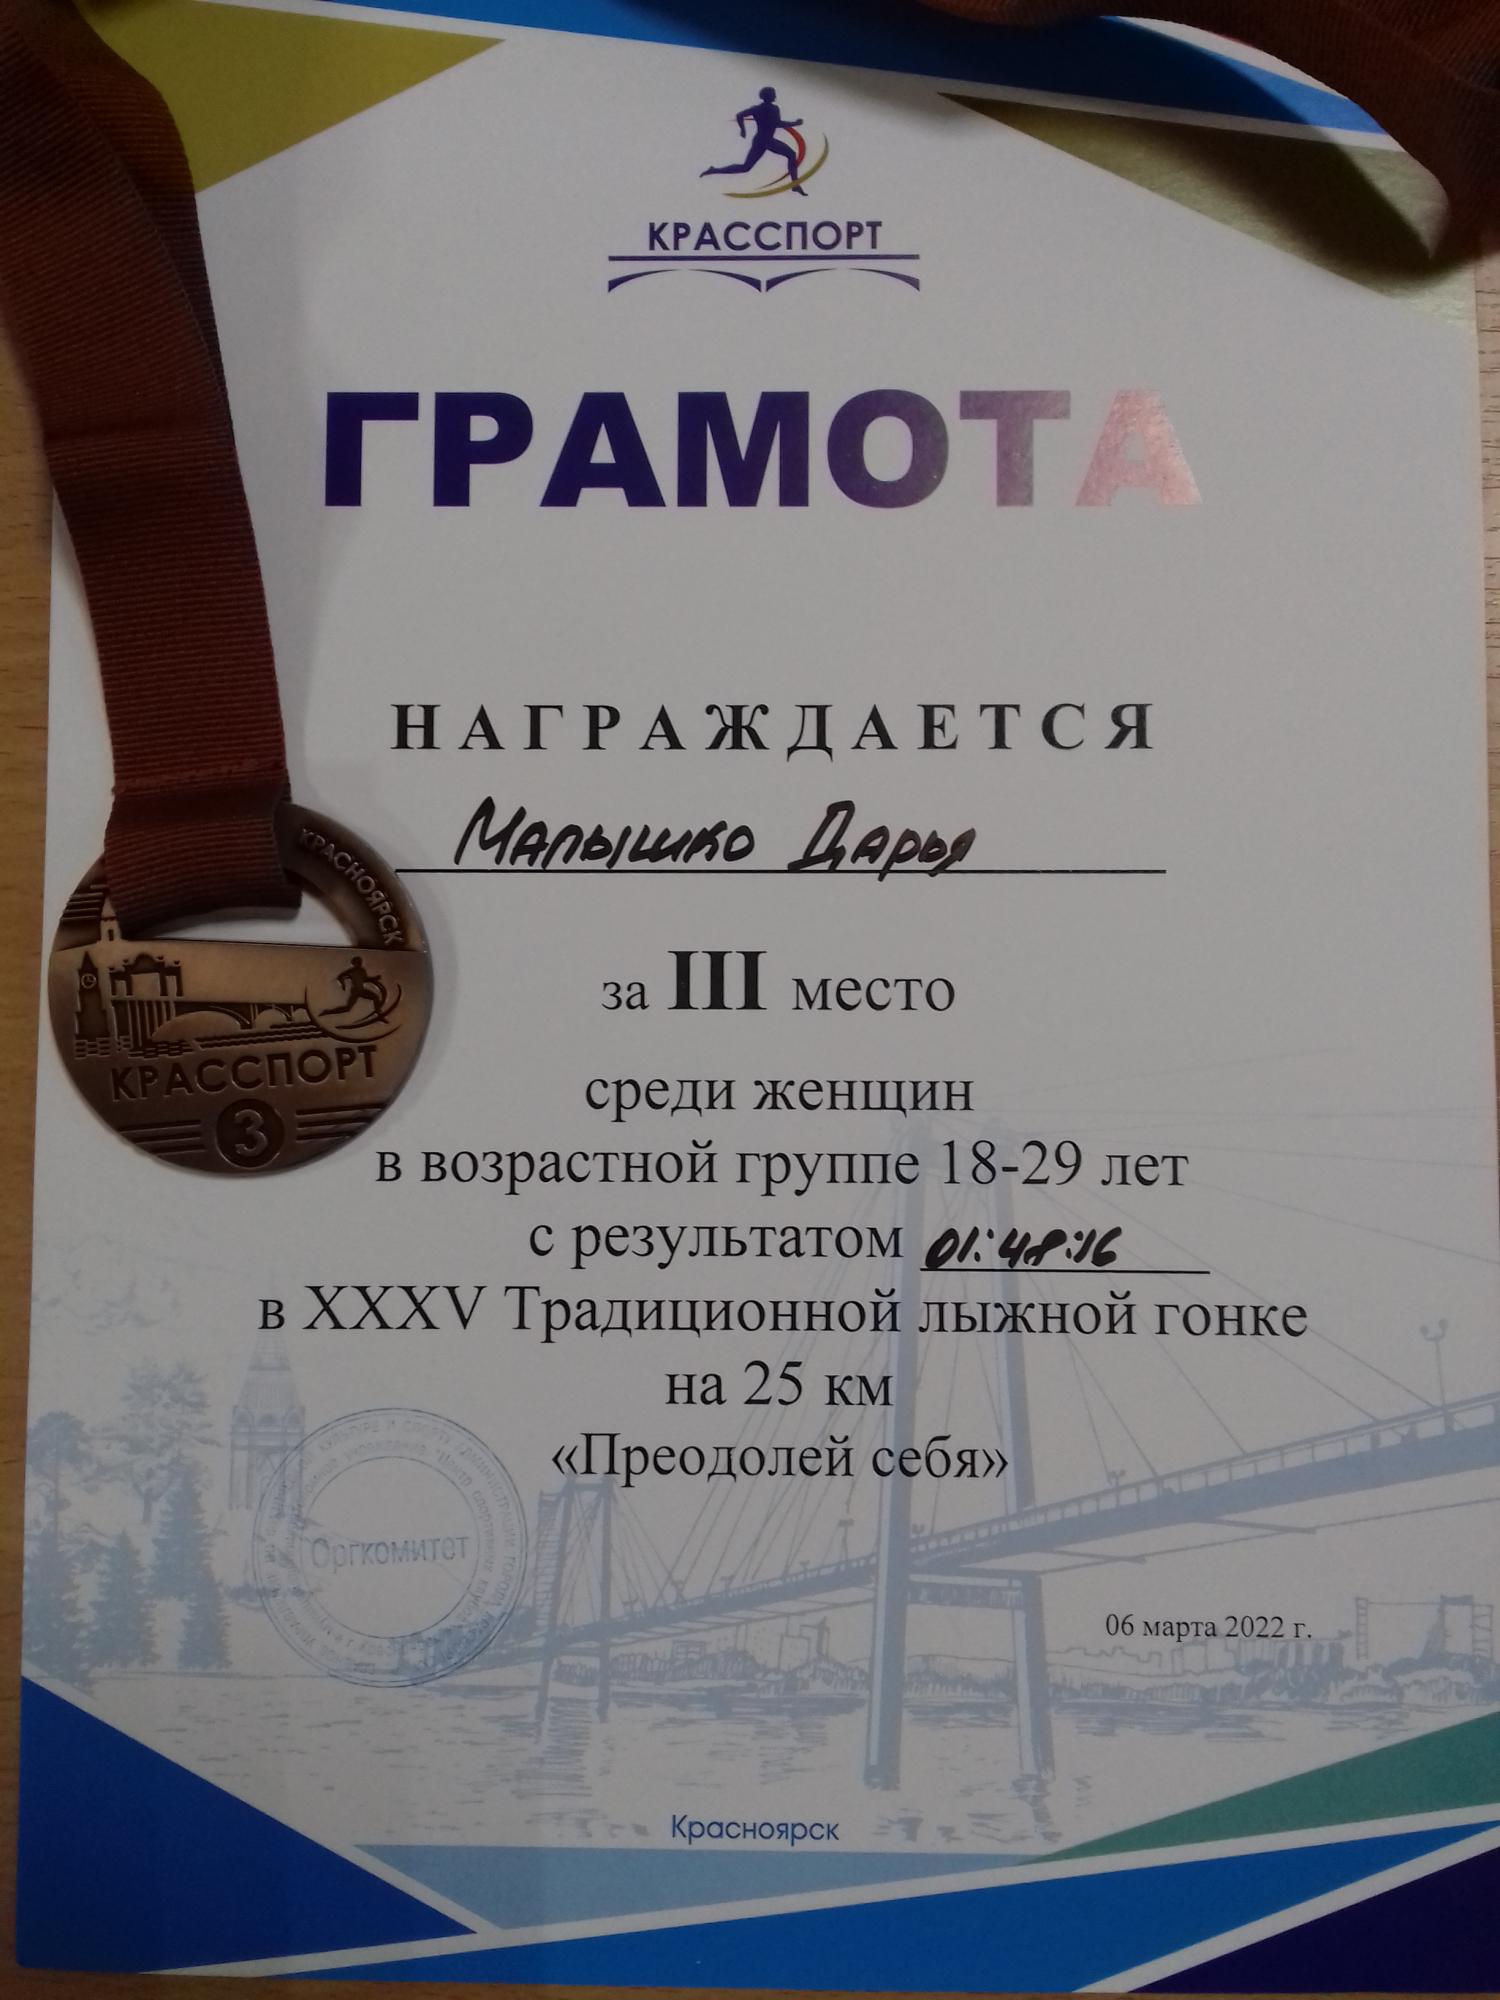 КРАССПОРТ
ГРАМОТА
НАГРАЖДАЕТСЯ
Малышко Дарья
за III место
среди женщин
в возрастной группе 18-29 лет
с результатом 01:48:16
в XXXV Традиционной лыжной гонке
на 25 км
«Преодолей себя»
Оргкомитет
06 марта 2022 г.
Красноярск
КРАСНОЯРСК
КРАССПОРТ
3